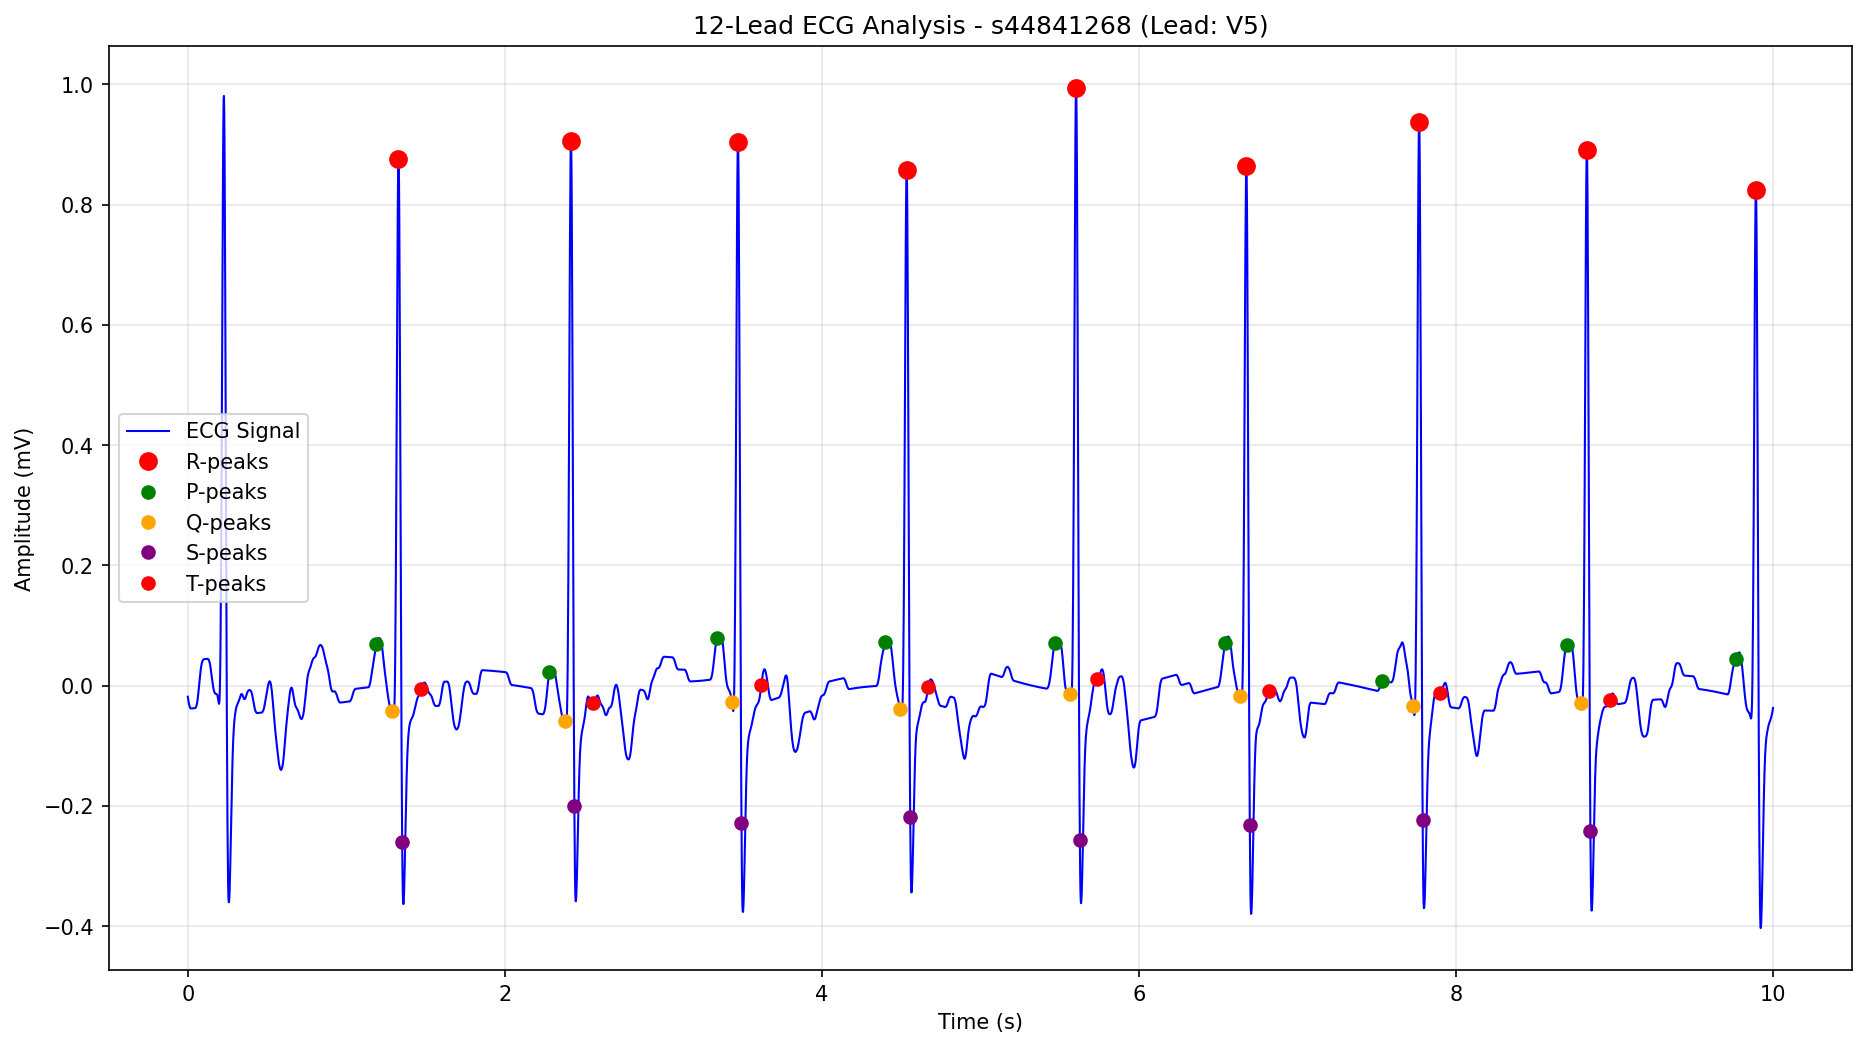 12-Lead ECG Analysis - s44841268 (Lead: V5)
1.0
0.8
0.6
0.4
0.2
0.0
−0.2
−0.4
Amplitude (mV)
ECG Signal
R-peaks
P-peaks
Q-peaks
S-peaks
T-peaks
0
2
4
6
8
10
Time (s)